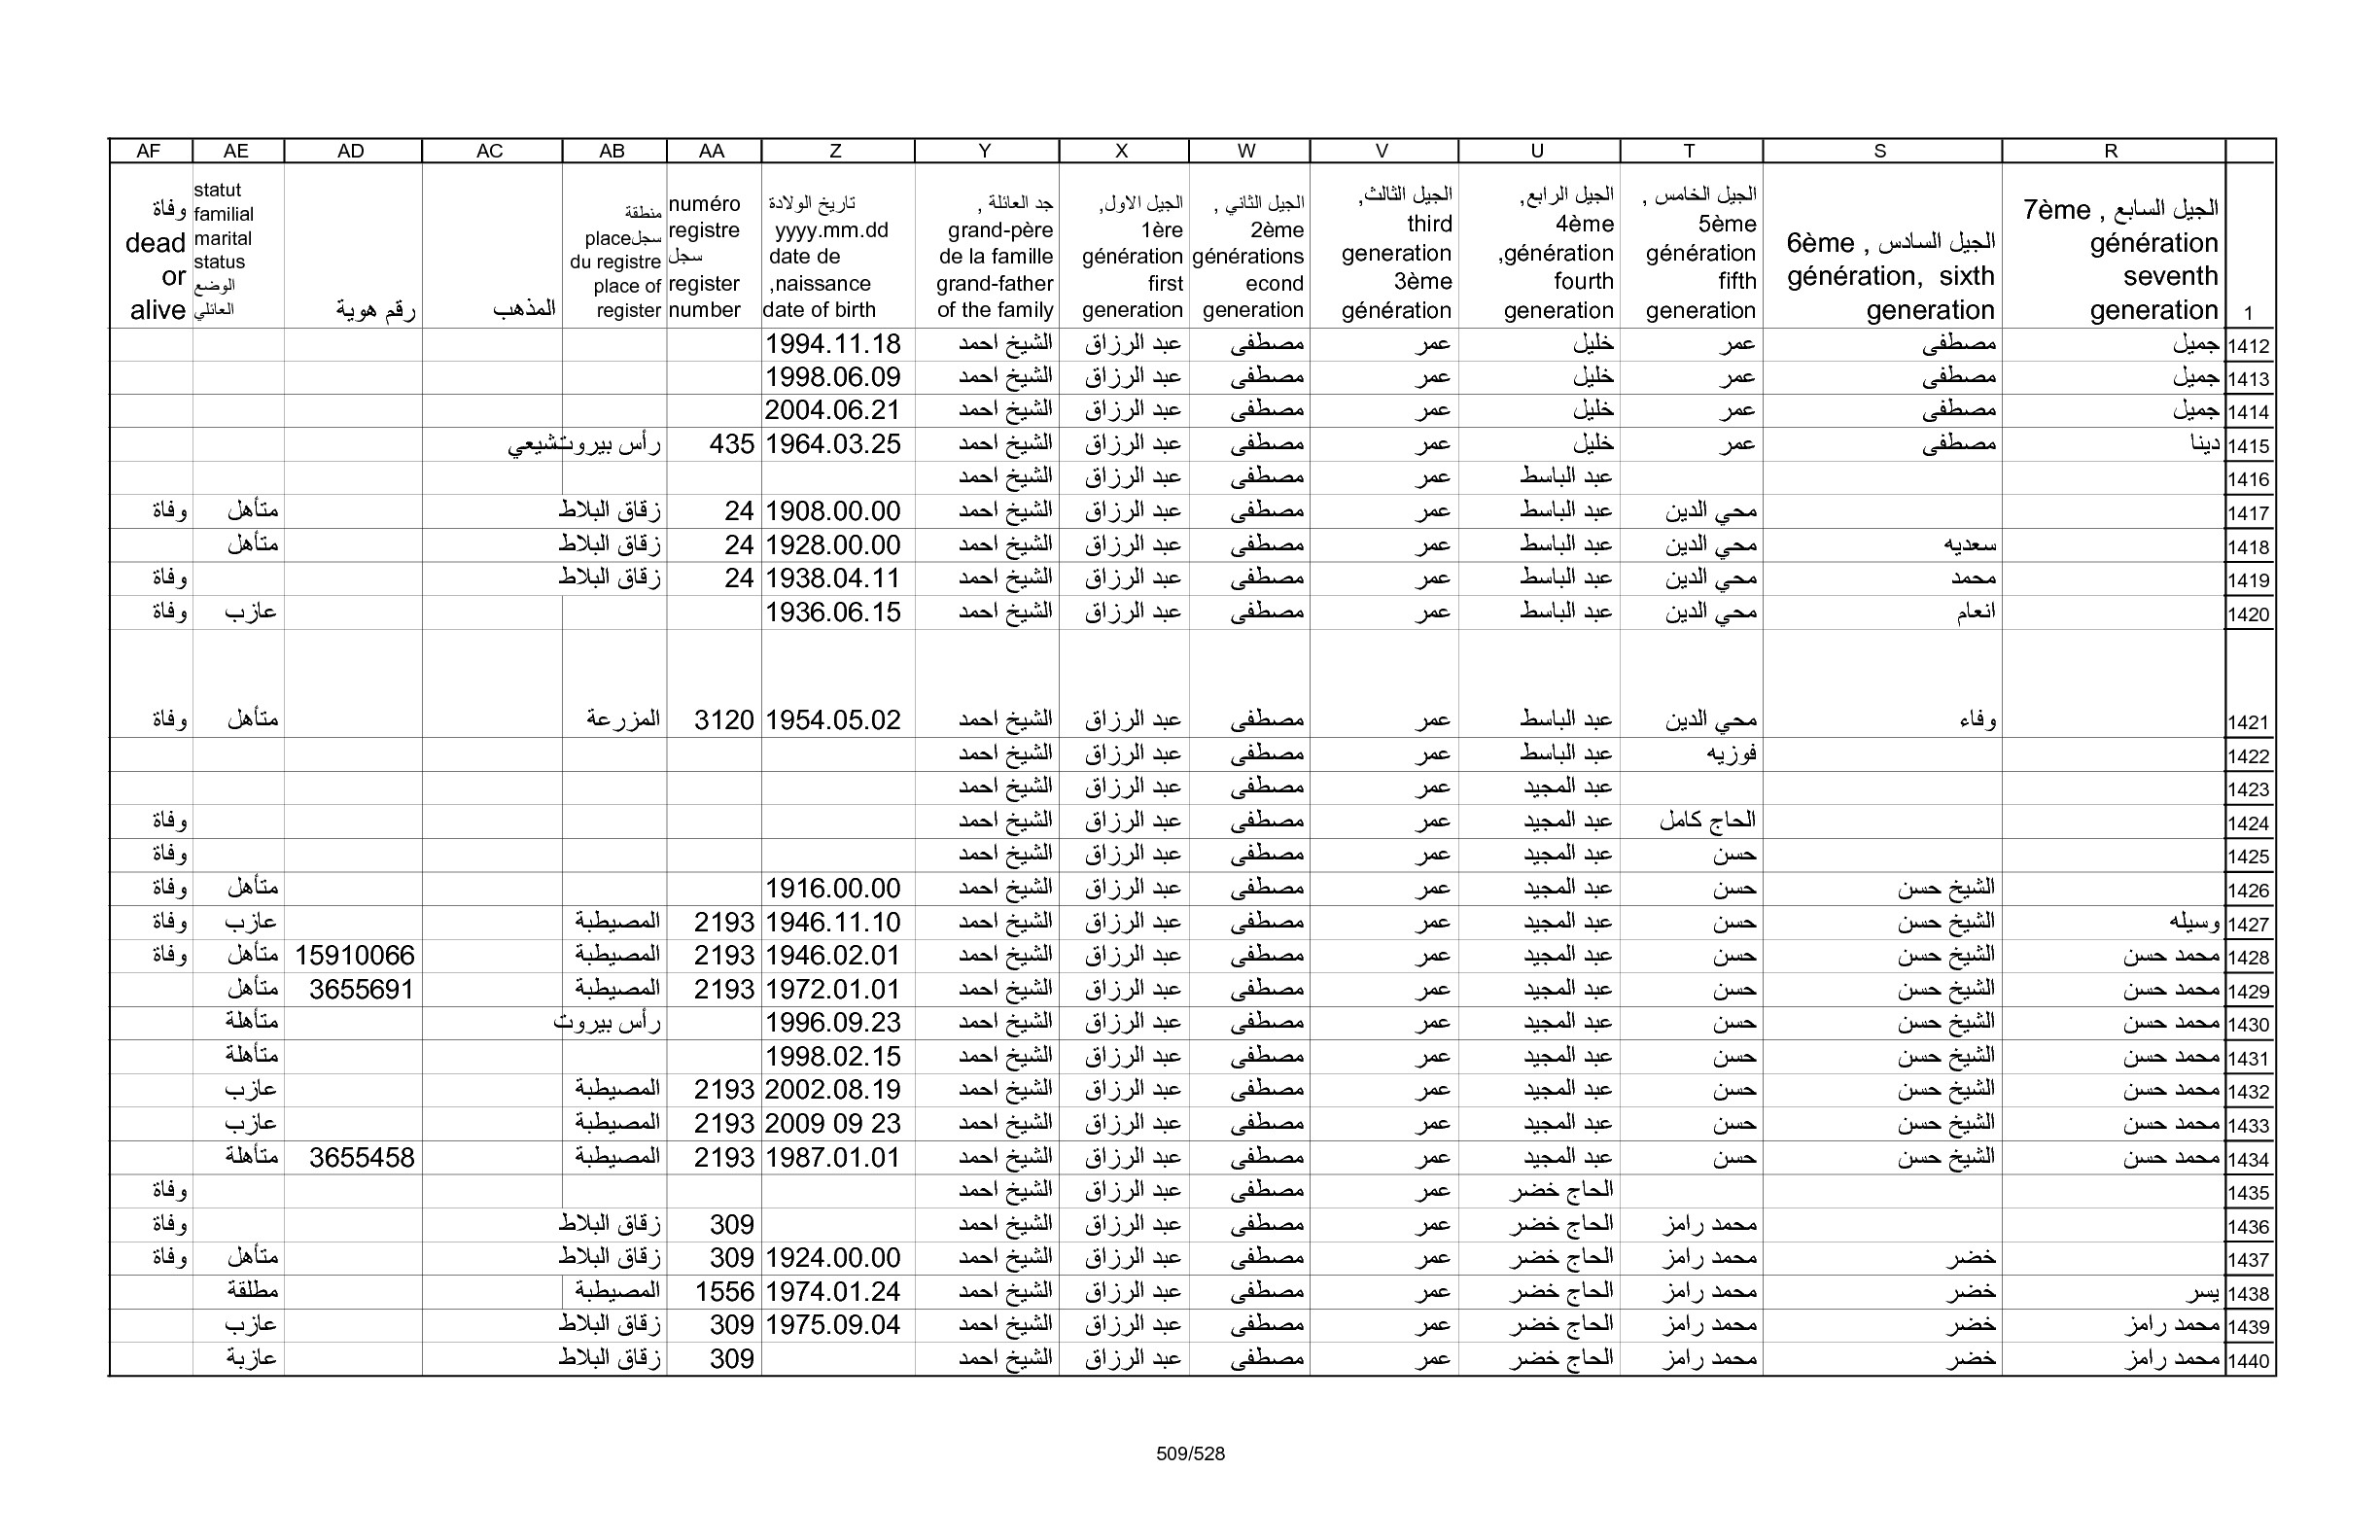 AF AE AD AC AB AA Z Y X W V U T S R
وفاة dead or alive
statut familial marital status الوضع العائلي
رقم هوية
المذهب
منطقة سجل place du registre place of register
numéro registre سجل register number
تاريخ الولادة yyyy.mm.dd date de naissance, date of birth
جد العائلة , grand-père de la famille grand-father of the family
الجيل الاول, 1ère génération first generation
الجيل الثاني , 2ème générations econd generation
الجيل الثالث, third generation 3ème génération
الجيل الرابع, 4ème génération, fourth generation
الجيل الخامس , 5ème génération fifth generation
الجيل السادس , 6ème génération, sixth generation
الجيل السابع , 7ème génération seventh generation
1
1412 جميل مصطفى عمر خليل عمر مصطفى عبد الرزاق الشيخ احمد 1994.11.18
1413 جميل مصطفى عمر خليل عمر مصطفى عبد الرزاق الشيخ احمد 1998.06.09
1414 جميل مصطفى عمر خليل عمر مصطفى عبد الرزاق الشيخ احمد 2004.06.21
1415 دينا مصطفى عمر خليل عمر مصطفى عبد الرزاق الشيخ احمد 1964.03.25 435 رأس بيروت شيعي
1416 عبد الباسط عمر مصطفى عبد الرزاق الشيخ احمد
1417 محي الدين عبد الباسط عمر مصطفى عبد الرزاق الشيخ احمد 1908.00.00 24 زقاق البلاط متأهل وفاة
1418 سعديه محي الدين عبد الباسط عمر مصطفى عبد الرزاق الشيخ احمد 1928.00.00 24 زقاق البلاط متأهل
1419 محمد محي الدين عبد الباسط عمر مصطفى عبد الرزاق الشيخ احمد 1938.04.11 24 زقاق البلاط وفاة
1420 انعام محي الدين عبد الباسط عمر مصطفى عبد الرزاق الشيخ احمد 1936.06.15 عازب وفاة
1421 وفاء محي الدين عبد الباسط عمر مصطفى عبد الرزاق الشيخ احمد 1954.05.02 3120 المزرعة متأهل وفاة
1422 فوزيه عبد الباسط عمر مصطفى عبد الرزاق الشيخ احمد
1423 عبد المجيد عمر مصطفى عبد الرزاق الشيخ احمد
1424 الحاج كامل عبد المجيد عمر مصطفى عبد الرزاق الشيخ احمد وفاة
1425 حسن عبد المجيد عمر مصطفى عبد الرزاق الشيخ احمد وفاة
1426 الشيخ حسن حسن عبد المجيد عمر مصطفى عبد الرزاق الشيخ احمد 1916.00.00 متأهل وفاة
1427 وسيله الشيخ حسن حسن عبد المجيد عمر مصطفى عبد الرزاق الشيخ احمد 1946.11.10 2193 المصيطبة عازب وفاة
1428 محمد حسن الشيخ حسن حسن عبد المجيد عمر مصطفى عبد الرزاق الشيخ احمد 1946.02.01 2193 المصيطبة 15910066 متأهل وفاة
1429 محمد حسن الشيخ حسن حسن عبد المجيد عمر مصطفى عبد الرزاق الشيخ احمد 1972.01.01 2193 المصيطبة 3655691 متأهل
1430 محمد حسن الشيخ حسن حسن عبد المجيد عمر مصطفى عبد الرزاق الشيخ احمد 1996.09.23 رأس بيروت متأهلة
1431 محمد حسن الشيخ حسن حسن عبد المجيد عمر مصطفى عبد الرزاق الشيخ احمد 1998.02.15 متأهلة
1432 محمد حسن الشيخ حسن حسن عبد المجيد عمر مصطفى عبد الرزاق الشيخ احمد 2002.08.19 2193 المصيطبة عازب
1433 محمد حسن الشيخ حسن حسن عبد المجيد عمر مصطفى عبد الرزاق الشيخ احمد 2009 09 23 2193 المصيطبة عازب
1434 محمد حسن الشيخ حسن حسن عبد المجيد عمر مصطفى عبد الرزاق الشيخ احمد 1987.01.01 2193 المصيطبة 3655458 متأهلة
1435 الحاج خضر عمر مصطفى عبد الرزاق الشيخ احمد وفاة
1436 محمد رامز الحاج خضر عمر مصطفى عبد الرزاق الشيخ احمد 309 زقاق البلاط وفاة
1437 خضر محمد رامز الحاج خضر عمر مصطفى عبد الرزاق الشيخ احمد 1924.00.00 309 زقاق البلاط متأهل وفاة
1438 يسر خضر محمد رامز الحاج خضر عمر مصطفى عبد الرزاق الشيخ احمد 1974.01.24 1556 المصيطبة مطلقة
1439 محمد رامز خضر محمد رامز الحاج خضر عمر مصطفى عبد الرزاق الشيخ احمد 1975.09.04 309 زقاق البلاط عازب
1440 محمد رامز خضر محمد رامز الحاج خضر عمر مصطفى عبد الرزاق الشيخ احمد 309 زقاق البلاط عازبة
509/528